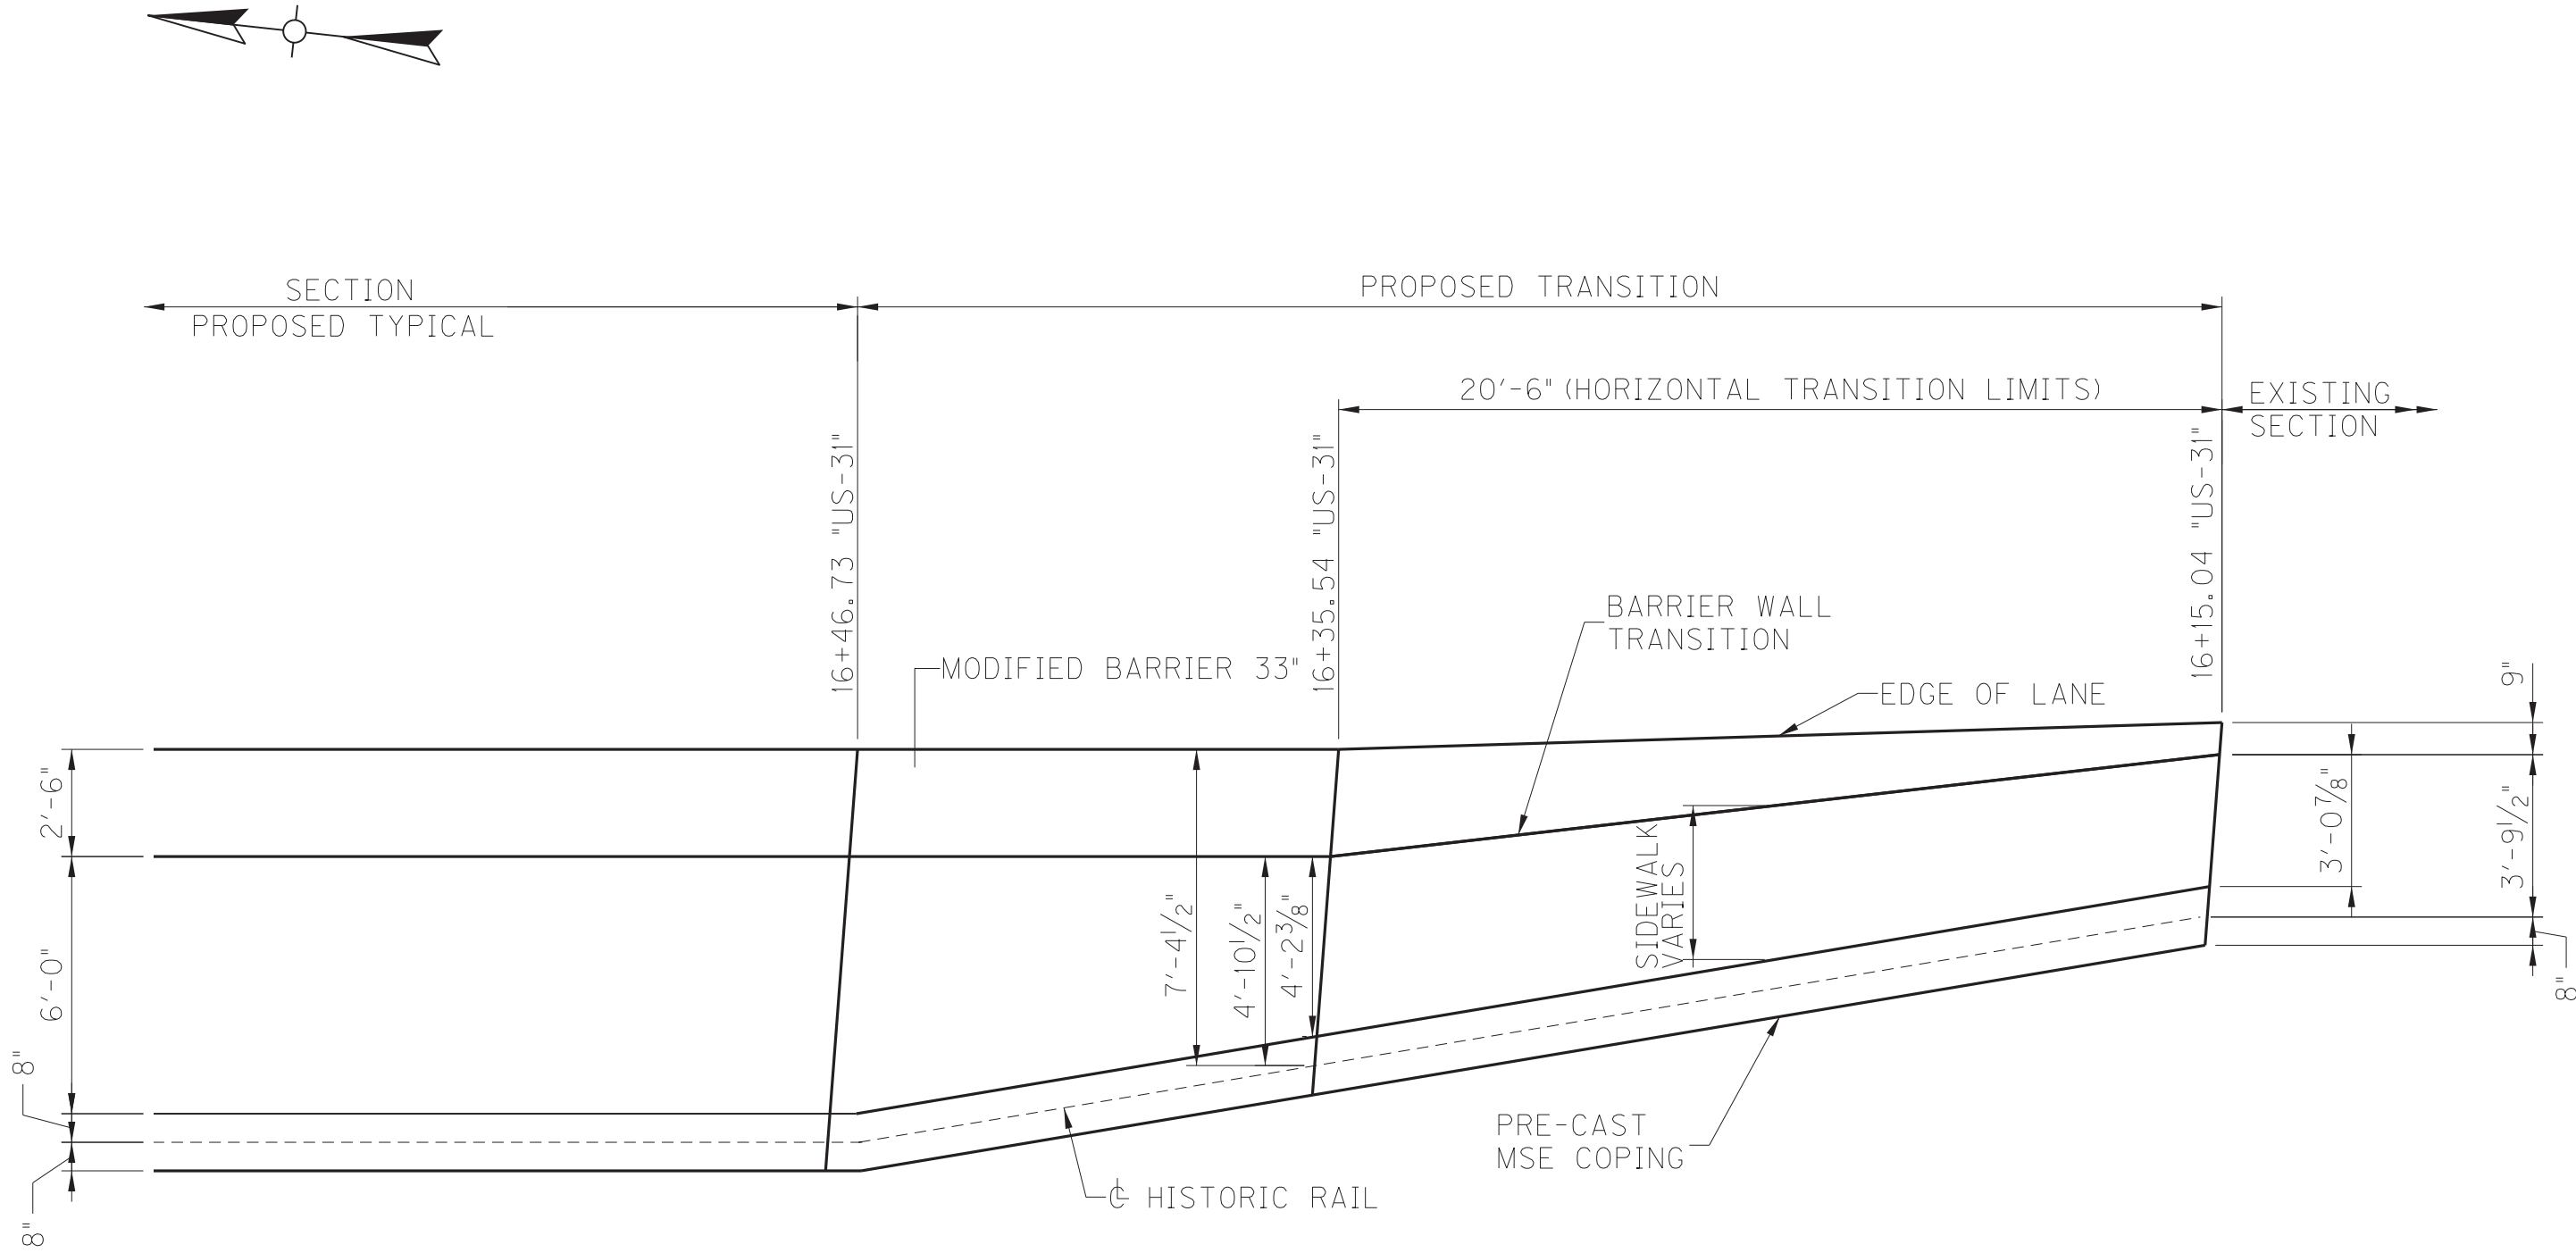 SECTION
PROPOSED TYPICAL
PROPOSED TRANSITION
20'-6" (HORIZONTAL TRANSITION LIMITS)
EXISTING
SECTION
16+46.73 "US-31"
16+35.54 "US-31"
16+15.04 "US-31"
BARRIER WALL
TRANSITION
MODIFIED BARRIER 33"
EDGE OF LANE
9"
2'-6"
3'-0⅞"
3'-9½"
SIDEWALK
VARIES
7'-4½"
4'-10½"
4'-2⅜"
6'-0"
8"
8"
8"
PRE-CAST
MSE COPING
℄ HISTORIC RAIL